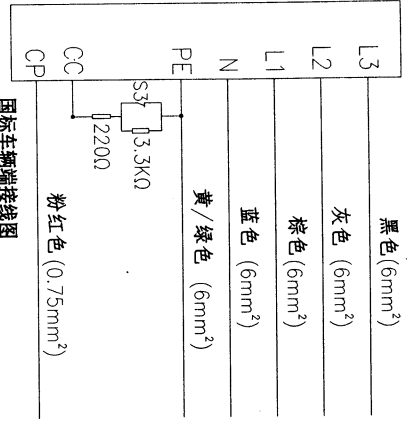 L3
L2
L1
N
PE
CC
CP
S3
3.3KΩ
220Ω
黑色(6mm²)
灰色(6mm²)
棕色(6mm²)
蓝色(6mm²)
黄/绿色(6mm²)
粉红色(0.75mm²)
国标车辆端接线图